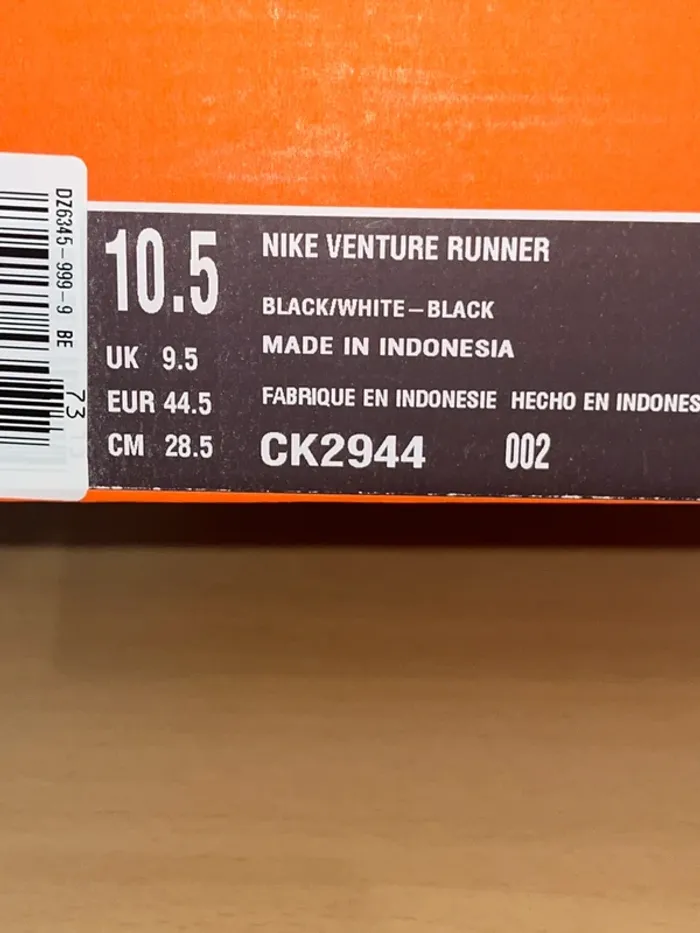 DZ6345-999-9 BE
73
10.5
NIKE VENTURE RUNNER
BLACK/WHITE-BLACK
UK 9.5
MADE IN INDONESIA
EUR 44.5
FABRIQUE EN INDONESIE HECHO EN INDONES
CM 28.5
CK2944 002